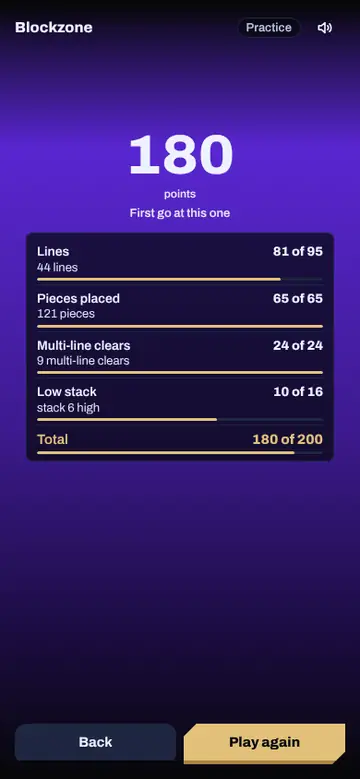 Blockzone
Practice
180
points
First go at this one
Lines 81 of 95
44 lines
Pieces placed 65 of 65
121 pieces
Multi-line clears 24 of 24
9 multi-line clears
Low stack 10 of 16
stack 6 high
Total 180 of 200
Back
Play again